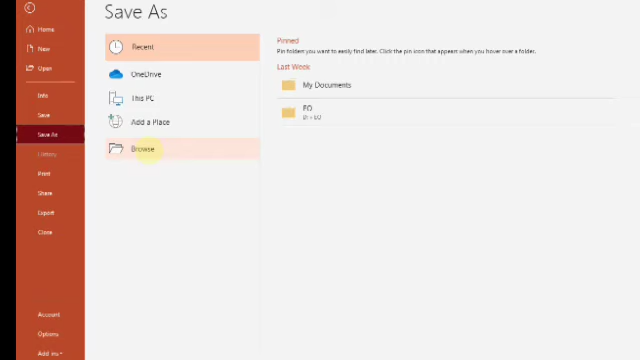 Save As
Home
New
Open
Info
Save
Save As
History
Print
Share
Export
Close
Account
Options
Add-ins
Recent
OneDrive
This PC
Add a Place
Browse
Pinned
Pin folders you want to easily find later. Click the pin icon that appears when you hover over a folder.
Last Week
My Documents
EO